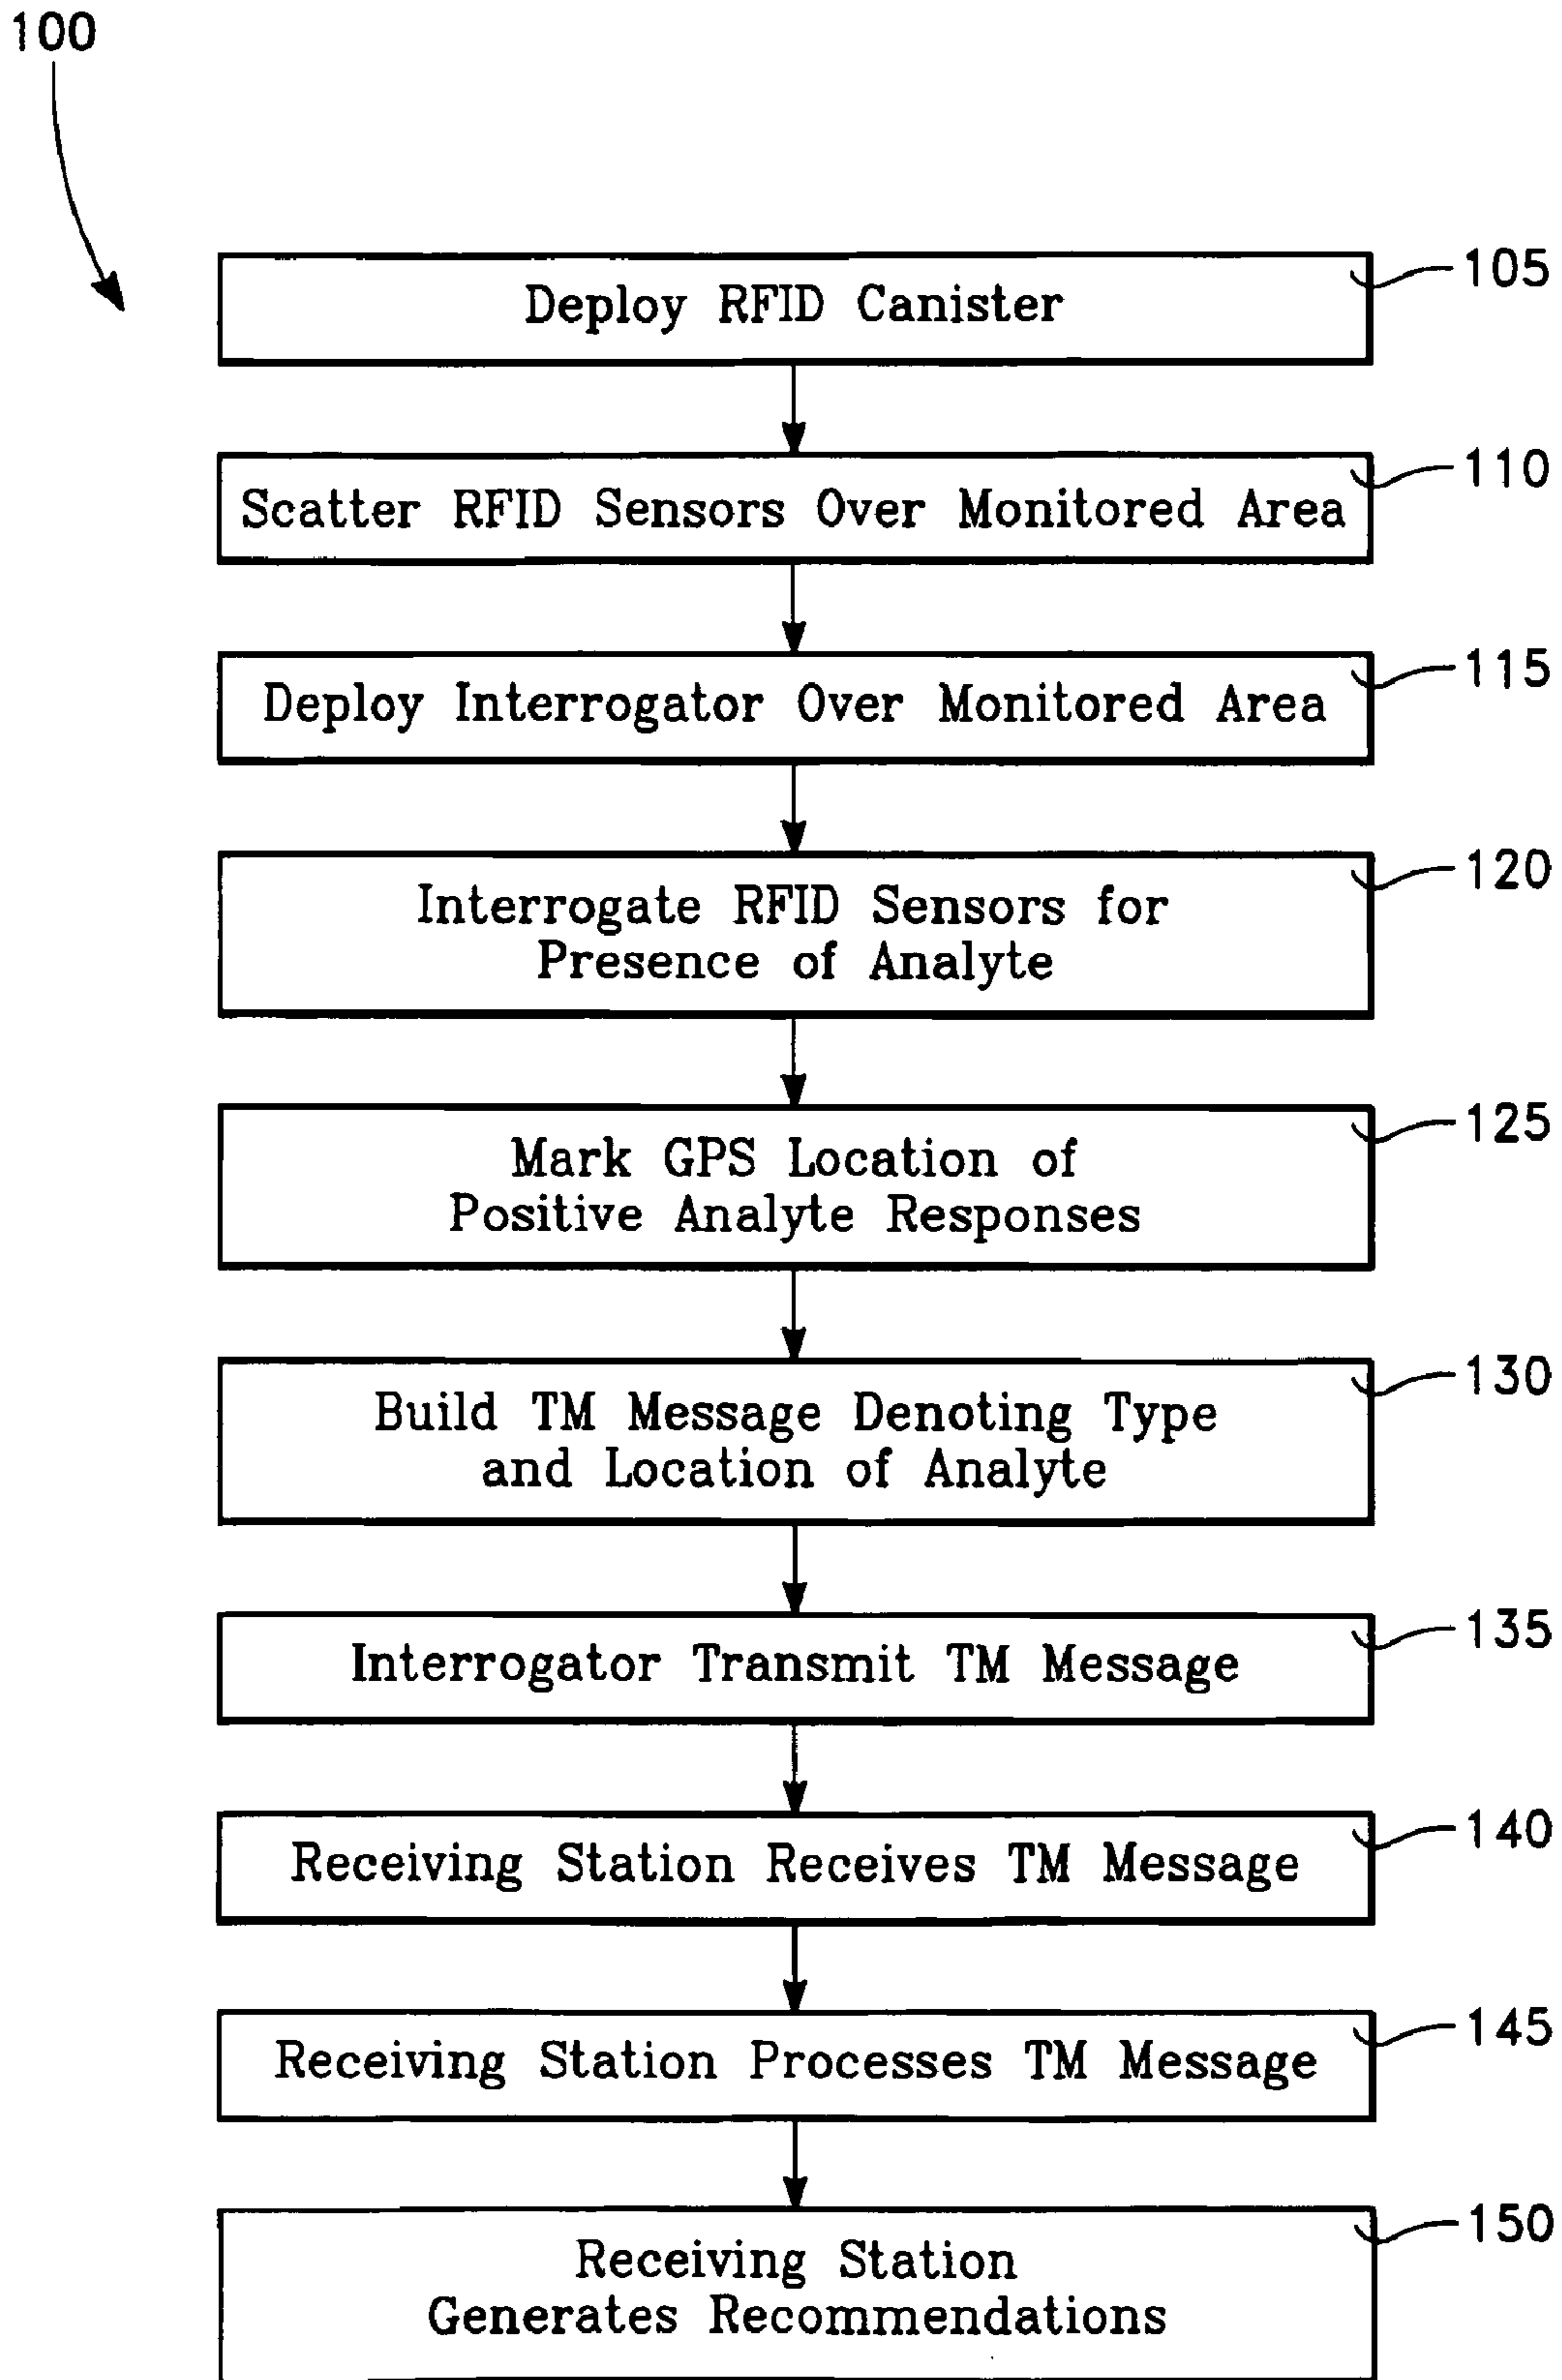 100
Deploy RFID Canister
105
Scatter RFID Sensors Over Monitored Area
110
Deploy Interrogator Over Monitored Area
115
Interrogate RFID Sensors for
Presence of Analyte
120
Mark GPS Location of
Positive Analyte Responses
125
Build TM Message Denoting Type
and Location of Analyte
130
Interrogator Transmit TM Message
135
Receiving Station Receives TM Message
140
Receiving Station Processes TM Message
145
Receiving Station
Generates Recommendations
150